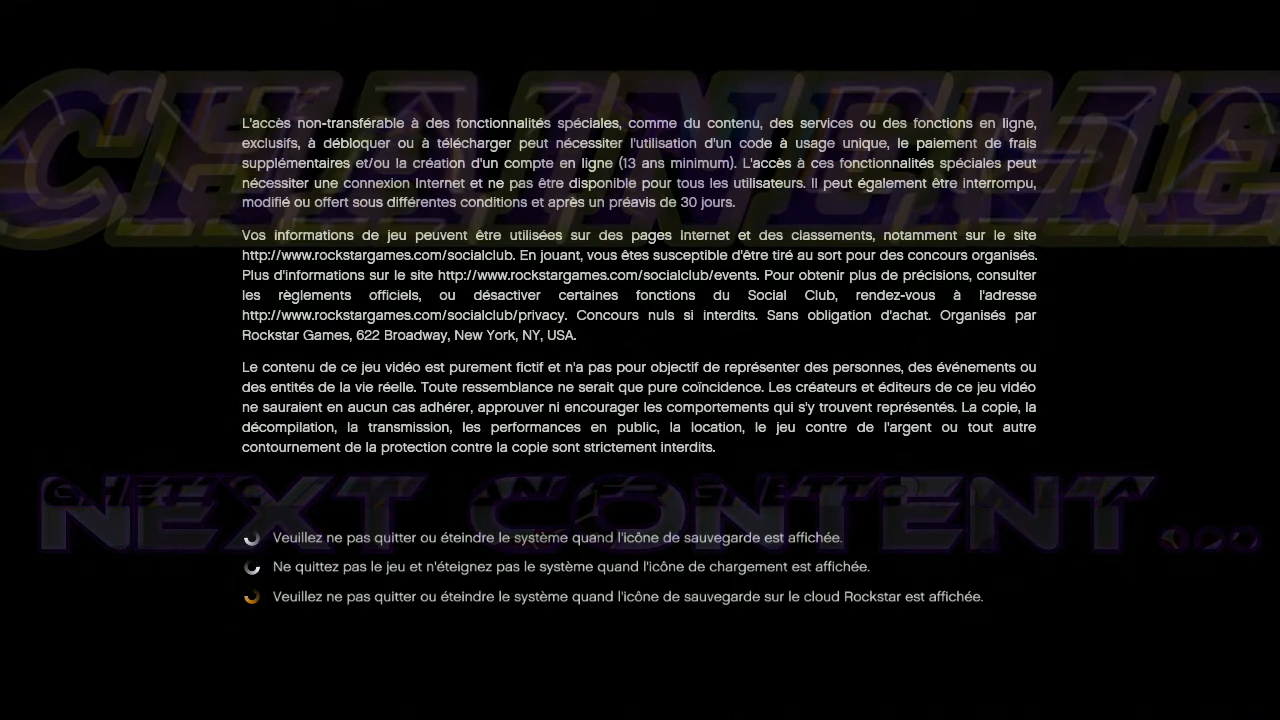 CHAINEME
L'accès non-transférable à des fonctionnalités spéciales, comme du contenu, des services ou des fonctions en ligne,
exclusifs, à débloquer ou à télécharger peut nécessiter l'utilisation d'un code à usage unique, le paiement de frais
supplémentaires et/ou la création d'un compte en ligne (13 ans minimum). L'accès à ces fonctionnalités spéciales peut
nécessiter une connexion Internet et ne pas être disponible pour tous les utilisateurs. Il peut également être interrompu,
modifié ou offert sous différentes conditions et après un préavis de 30 jours.
Vos informations de jeu peuvent être utilisées sur des pages Internet et des classements, notamment sur le site
http://www.rockstargames.com/socialclub. En jouant, vous êtes susceptible d'être tiré au sort pour des concours organisés.
Plus d'informations sur le site http://www.rockstargames.com/socialclub/events. Pour obtenir plus de précisions, consulter
les règlements officiels, ou désactiver certaines fonctions du Social Club, rendez-vous à l'adresse
http://www.rockstargames.com/socialclub/privacy. Concours nuls si interdits. Sans obligation d'achat. Organisés par
Rockstar Games, 622 Broadway, New York, NY, USA.
Le contenu de ce jeu vidéo est purement fictif et n'a pas pour objectif de représenter des personnes, des événements ou
des entités de la vie réelle. Toute ressemblance ne serait que pure coïncidence. Les créateurs et éditeurs de ce jeu vidéo
ne sauraient en aucun cas adhérer, approuver ni encourager les comportements qui s'y trouvent représentés. La copie, la
décompilation, la transmission, les performances en public, la location, le jeu contre de l'argent ou tout autre
contournement de la protection contre la copie sont strictement interdits.
NEXT CONTENT...
Veuillez ne pas quitter ou éteindre le système quand l'icône de sauvegarde est affichée.
Ne quittez pas le jeu et n'éteignez pas le système quand l'icône de chargement est affichée.
Veuillez ne pas quitter ou éteindre le système quand l'icône de sauvegarde sur le cloud Rockstar est affichée.